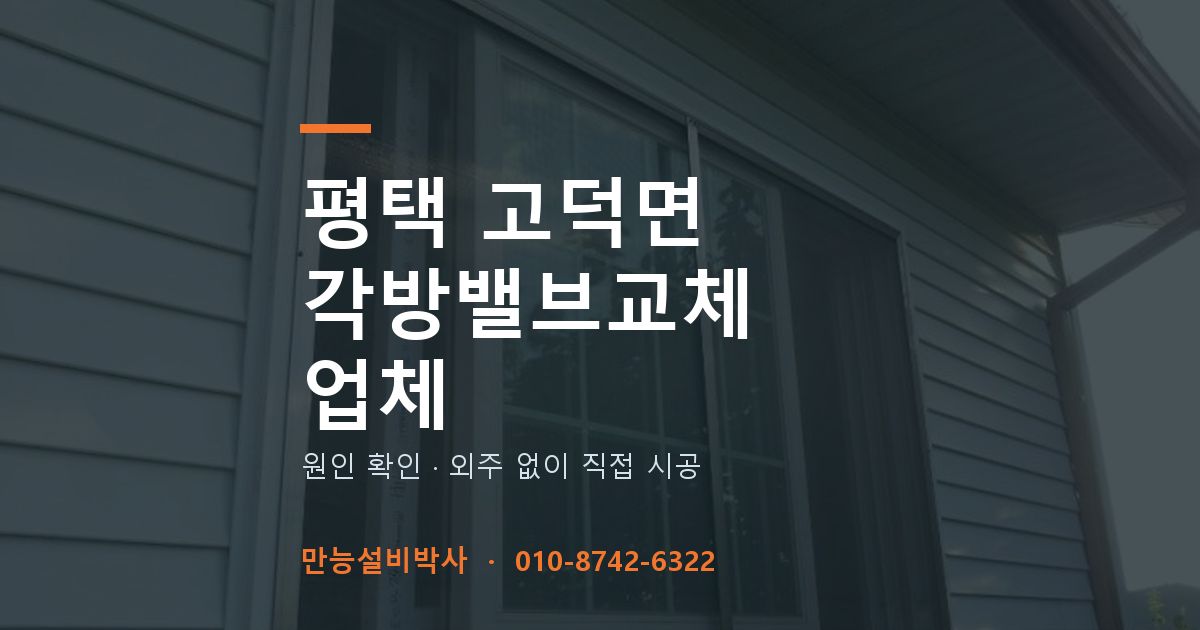 평택 고덕면
각방밸브교체
업체
원인 확인 · 외주 없이 직접 시공
만능설비박사 · 010-8742-6322